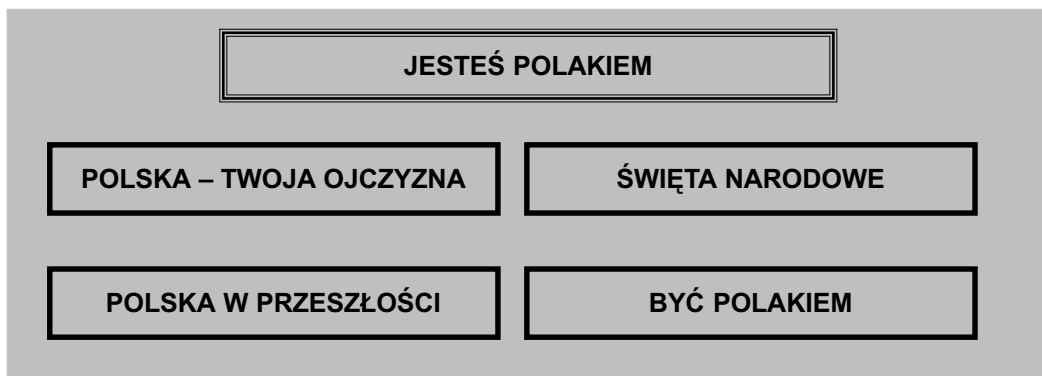 JESTEŚ POLAKIEM
POLSKA – TWOJA OJCZYZNA
ŚWIĘTA NARODOWE
POLSKA W PRZESZŁOŚCI
BYĆ POLAKIEM